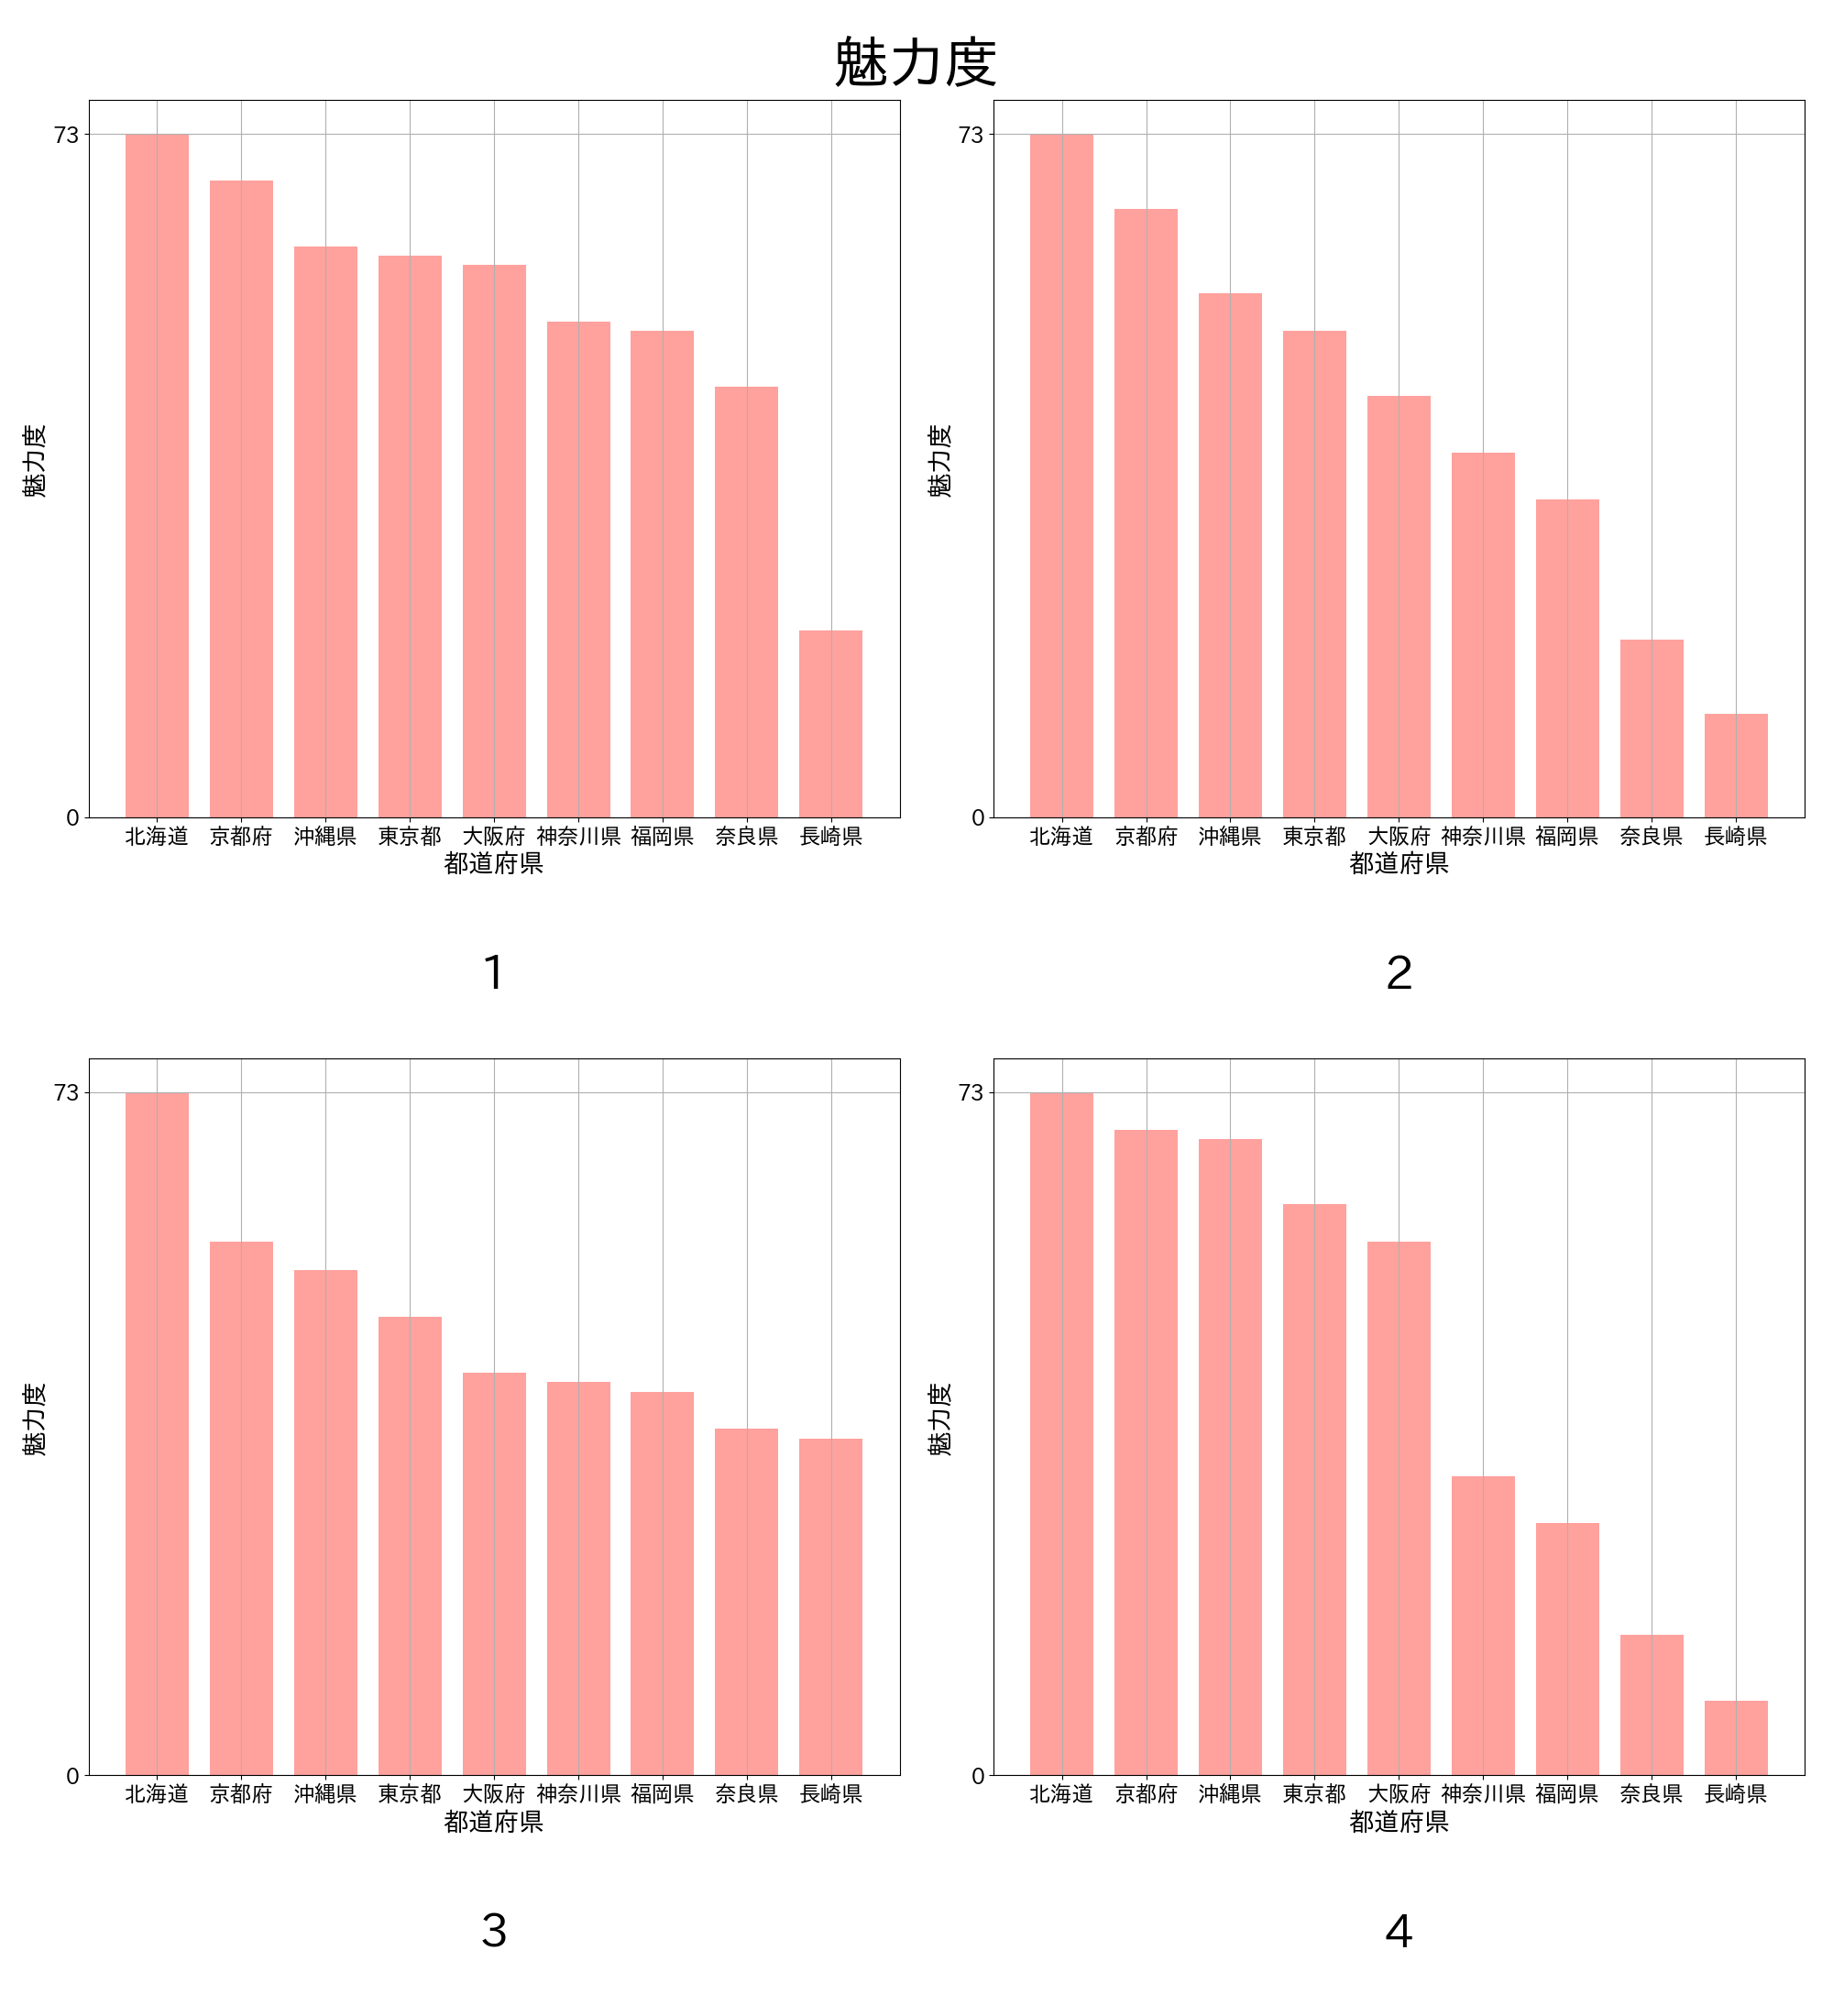 魅力度
魅力度
73
0
北海道 京都府 沖縄県 東京都 大阪府 神奈川県 福岡県 奈良県 長崎県
都道府県
1
魅力度
73
0
北海道 京都府 沖縄県 東京都 大阪府 神奈川県 福岡県 奈良県 長崎県
都道府県
2
魅力度
73
0
北海道 京都府 沖縄県 東京都 大阪府 神奈川県 福岡県 奈良県 長崎県
都道府県
3
魅力度
73
0
北海道 京都府 沖縄県 東京都 大阪府 神奈川県 福岡県 奈良県 長崎県
都道府県
4